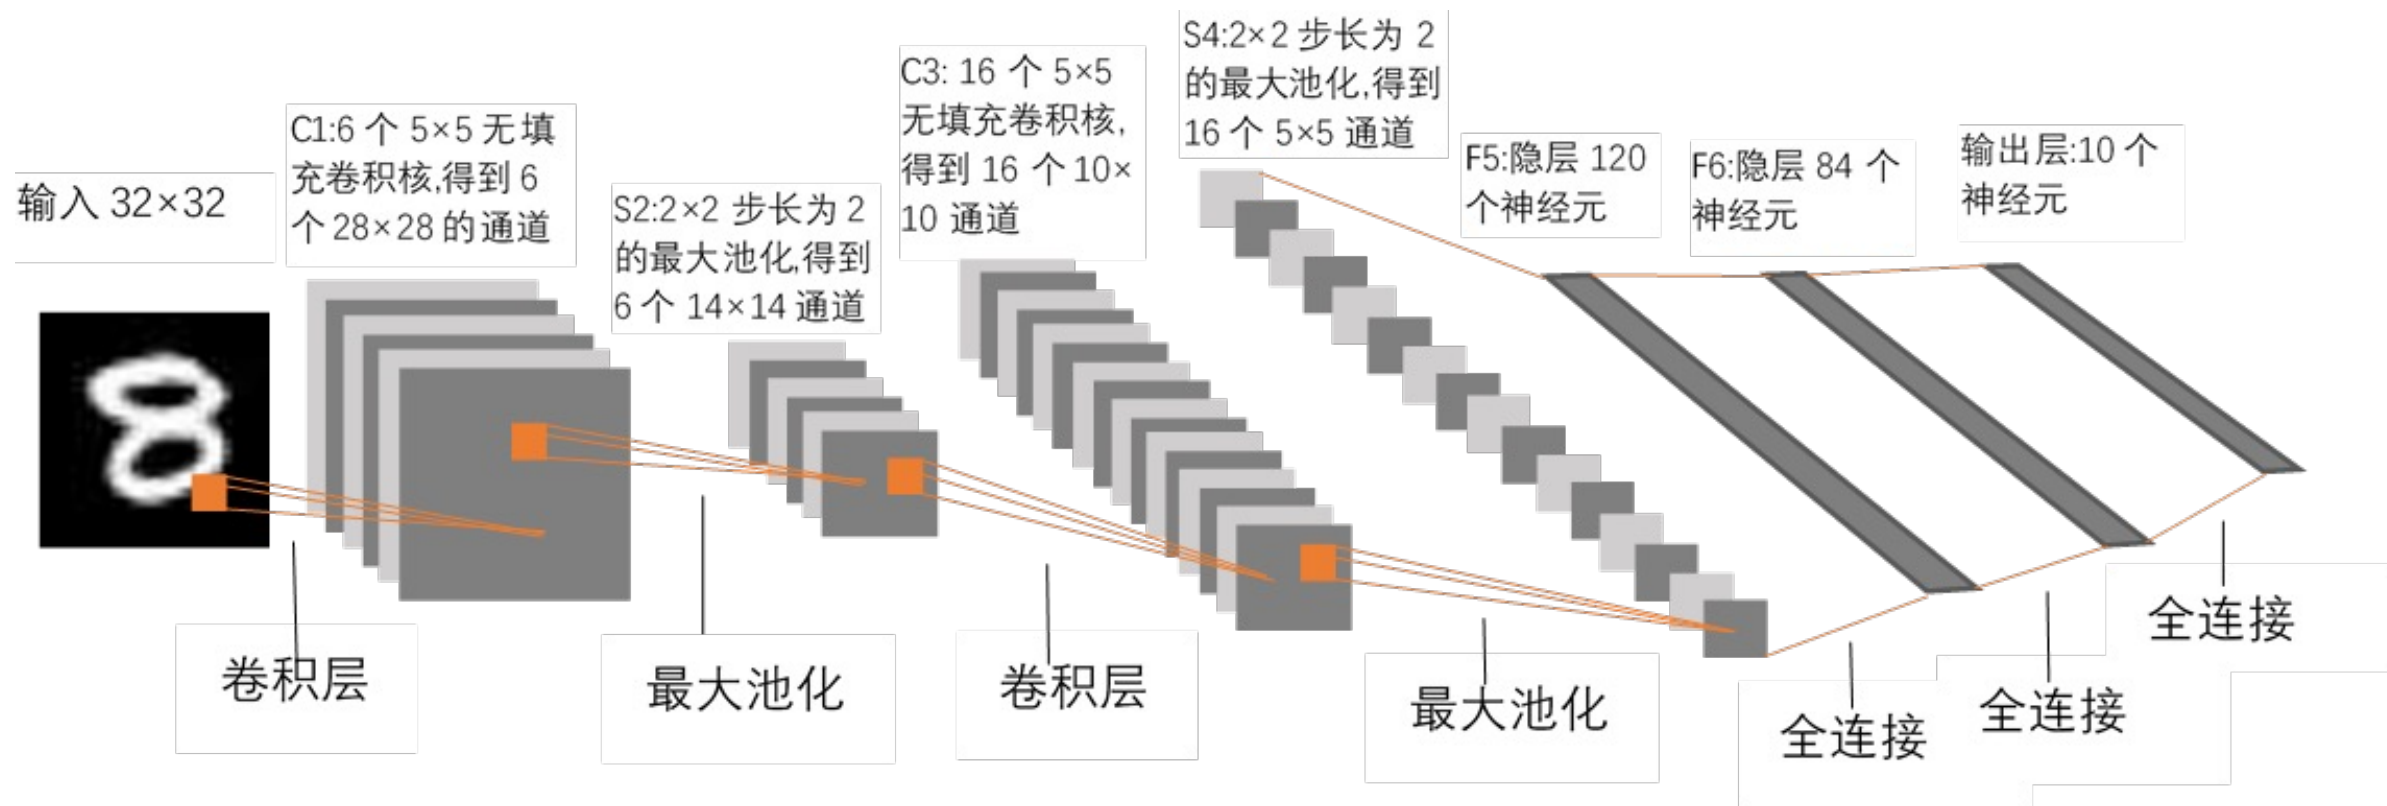 输入 32×32
C1:6 个 5×5 无填
充卷积核,得到 6
个 28×28 的通道
S2:2×2 步长为 2
的最大池化,得到
6 个 14×14 通道
C3: 16 个 5×5
无填充卷积核,
得到 16 个 10×
10 通道
S4:2×2 步长为 2
的最大池化,得到
16 个 5×5 通道
F5:隐层 120
个神经元
F6:隐层 84 个
神经元
输出层:10 个
神经元
卷积层
最大池化
卷积层
最大池化
全连接
全连接
全连接